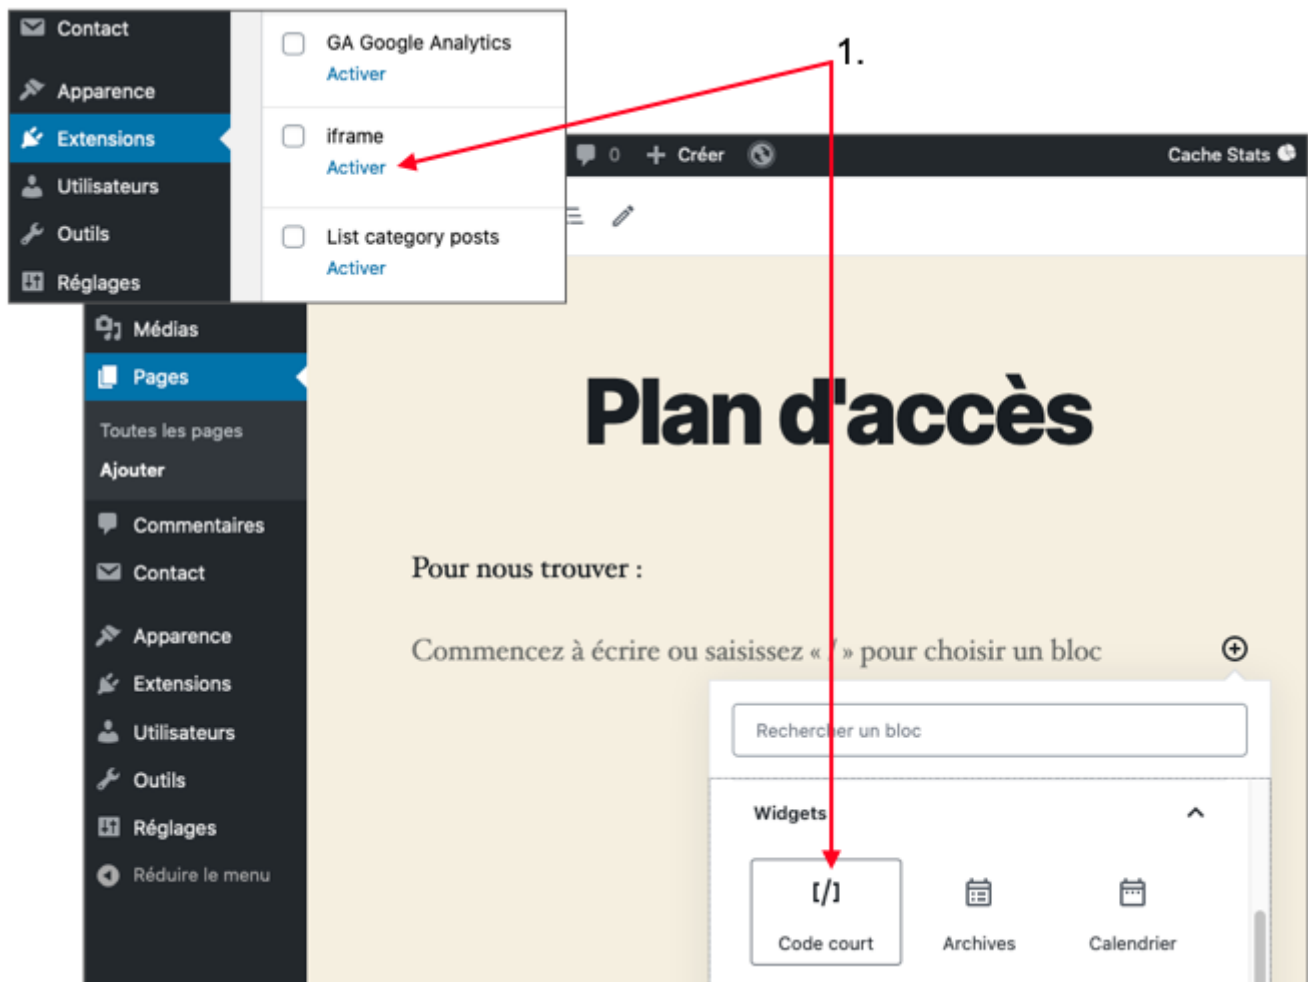 Contact
Apparence
Extensions
Utilisateurs
Outils
Réglages
GA Google Analytics
Activer
iframe
Activer
List category posts
Activer
1.
0 + Créer
Cache Stats
Médias
Pages
Toutes les pages
Ajouter
Commentaires
Contact
Apparence
Extensions
Utilisateurs
Outils
Réglages
Réduire le menu
Plan d'accès
Pour nous trouver :
Commencez à écrire ou saisissez « / » pour choisir un bloc
Rechercher un bloc
Widgets
[/]
Code court
Archives
Calendrier